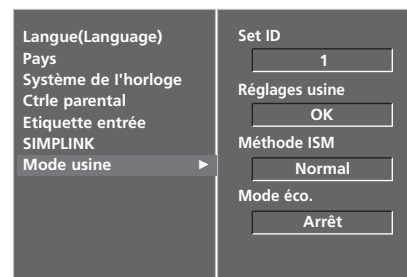 Langue(Language)
Pays
Système de l'horloge
Ctrle parental
Etiquette entrée
SIMPLINK
Mode usine ►
Set ID
1
Réglages usine
OK
Méthode ISM
Normal
Mode éco.
Arrêt